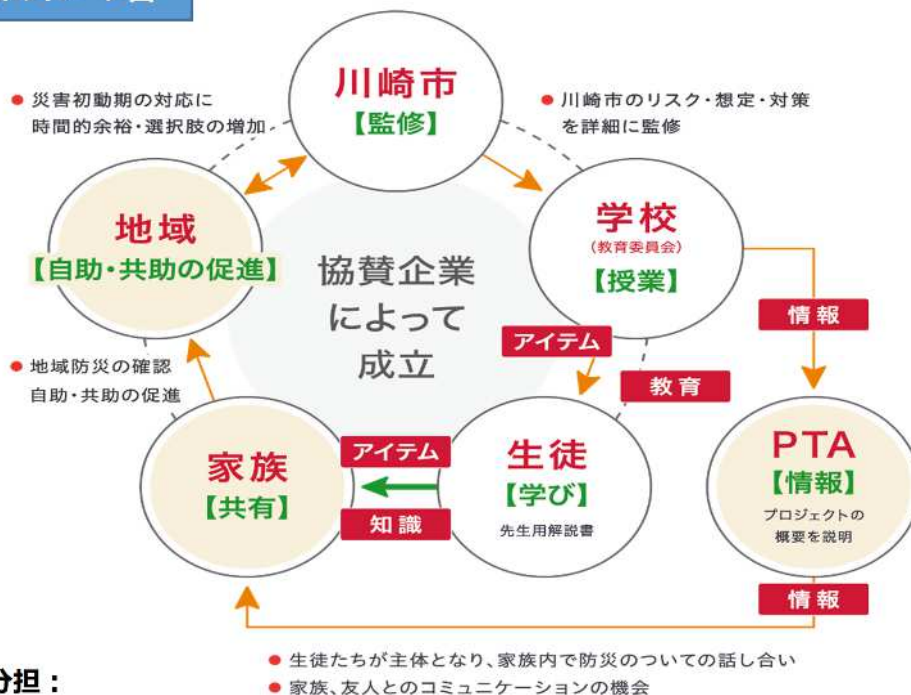 川崎市
【監修】
● 災害初動期の対応に
時間的余裕・選択肢の増加
● 川崎市のリスク・想定・対策
を詳細に監修
地域
【自助・共助の促進】
学校
(教育委員会)
【授業】
協賛企業
によって
成立
情報
アイテム
教育
● 地域防災の確認
自助・共助の促進
家族
【共有】
アイテム
知識
生徒
【学び】
先生用解説書
PTA
【情報】
プロジェクトの
概要を説明
情報
● 生徒たちが主体となり、家族内で防災のついての話し合い
● 家族、友人とのコミュニケーションの機会
分担：